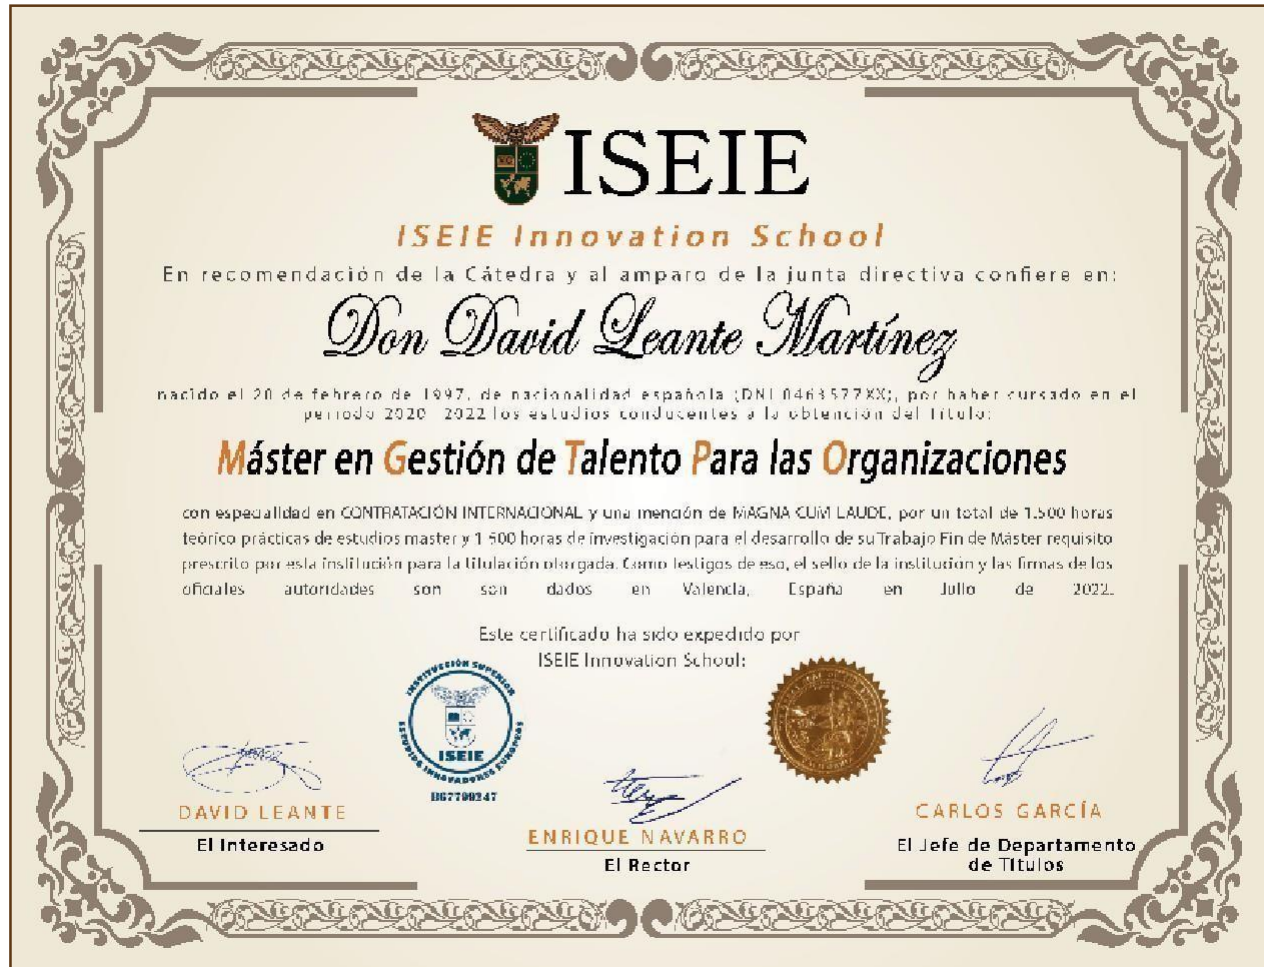 ISEIE
ISEIE Innovation School
En recomendación de la Cátedra y al amparo de la junta directiva confiere en:
Don David Leante Martínez
nacido el 20 de febrero de 1997, de nacionalidad española (DNI 0463577XX), por haber cursado en el
periodo 2020 2022 los estudios conducentes a la obtención del Título:
Máster en Gestión de Talento Para las Organizaciones
con especialidad en CONTRATACIÓN INTERNACIONAL y una mención de MAGNA CUM LAUDE, por un total de 1.500 horas
teórico prácticas de estudios master y 1 500 horas de investigación para el desarrollo de su Trabajo Fin de Máster requisito
prescrito por esta institución para la titulación otorgada. Como testigos de eso, el sello de la institución y las firmas de los
oficiales autoridades son son dados en Valencia, España en Julio de 2022.
Este certificado ha sido expedido por
ISEIE Innovation School:
INSTITUCIÓN SUPERIOR
ESTUDIOS INNOVADORES EUROPEOS
ISEIE
B67799247
DAVID LEANTE
El Interesado
ENRIQUE NAVARRO
El Rector
CARLOS GARCÍA
El Jefe de Departamento
de Títulos